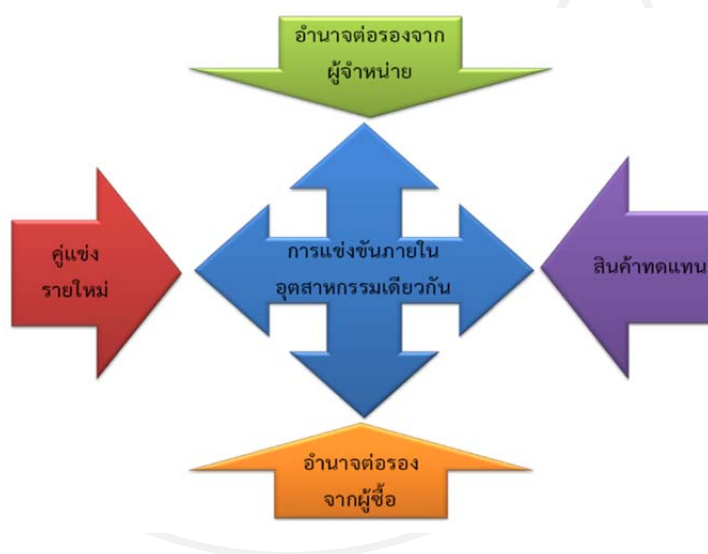 อำนาจต่อรองจาก
ผู้จำหน่าย
คู่แข่ง
รายใหม่
การแข่งขันภายใน
อุตสาหกรรมเดียวกัน
สินค้าทดแทน
อำนาจต่อรอง
จากผู้ซื้อ